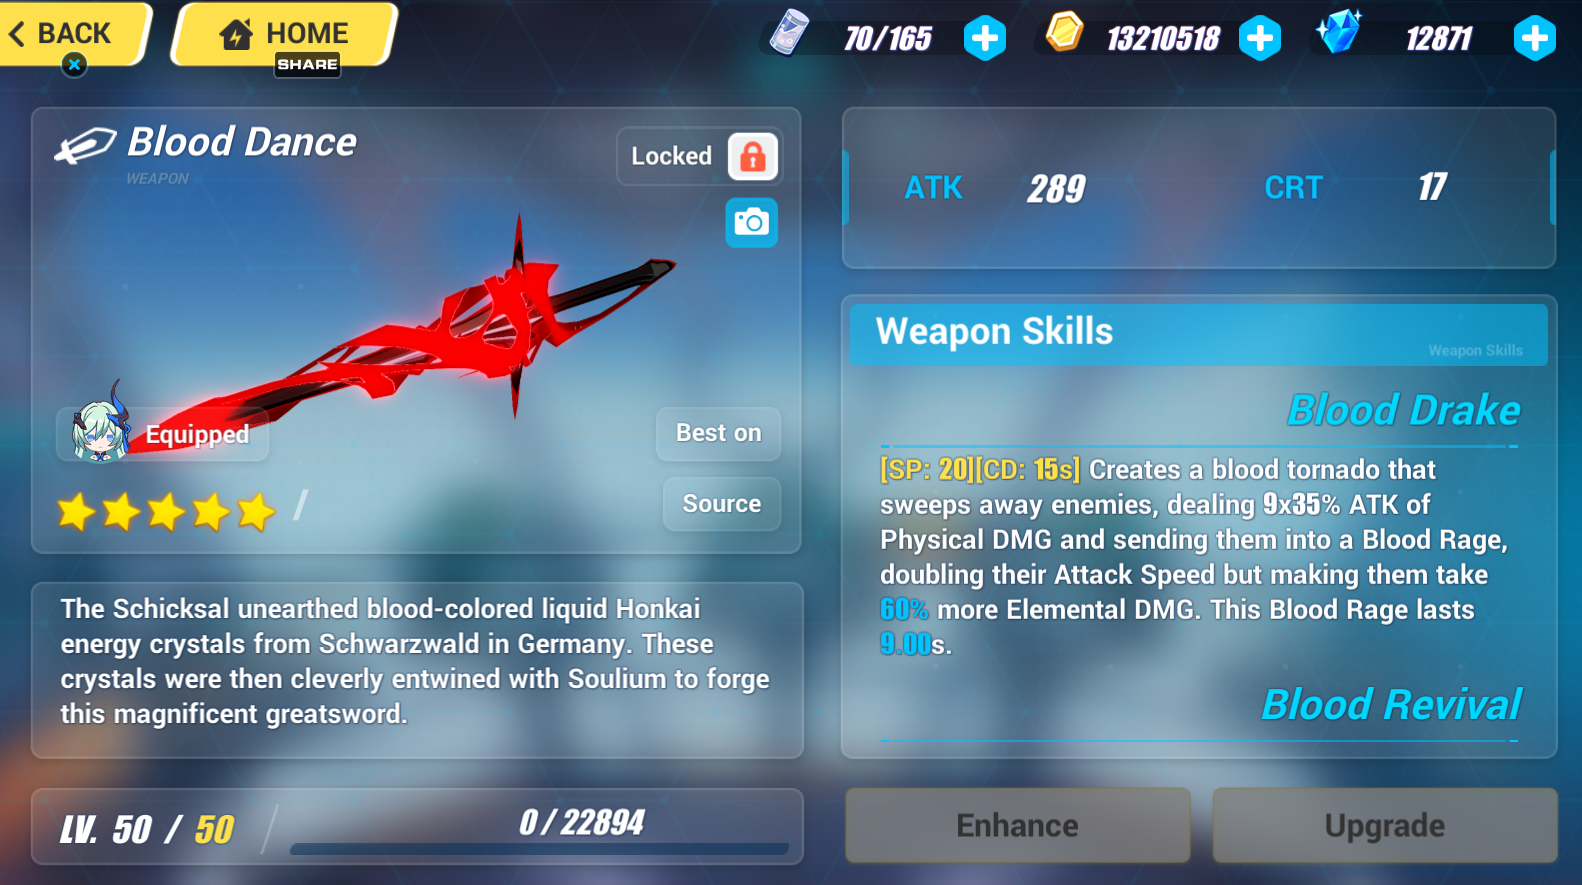 BACK
HOME
SHARE
70/165
13210518
12871
Blood Dance
WEAPON
Locked
Equipped
Best on
Source
/
The Schicksal unearthed blood-colored liquid Honkai
energy crystals from Schwarzwald in Germany. These
crystals were then cleverly entwined with Soulium to forge
this magnificent greatsword.
LV. 50 / 50
0/22894
ATK 289 CRT 17
Weapon Skills
Weapon Skills
Blood Drake
[SP: 20][CD: 15s] Creates a blood tornado that
sweeps away enemies, dealing 9x35% ATK of
Physical DMG and sending them into a Blood Rage,
doubling their Attack Speed but making them take
60% more Elemental DMG. This Blood Rage lasts
9.00s.
Blood Revival
Enhance
Upgrade